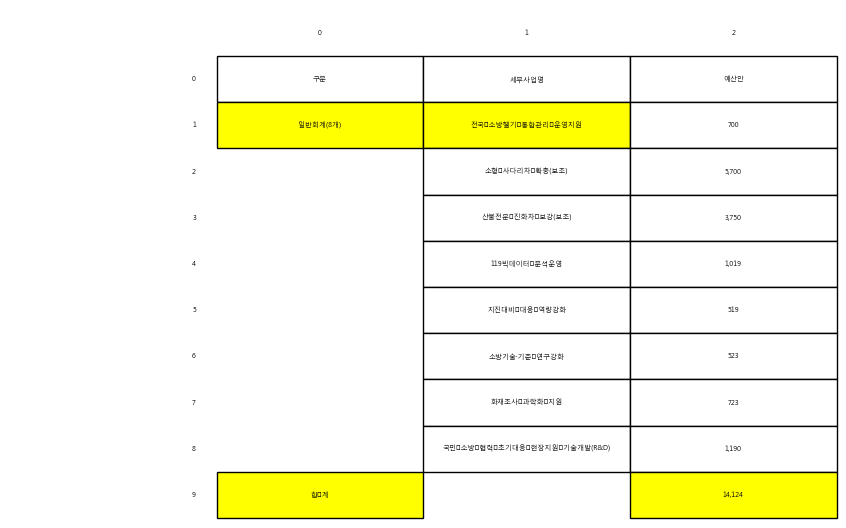 0 1 2
0 구분 세부사업명 예산안
1 일반회계(8개) 전국□소방헬기□통합관리□운영지원 700
2 소형□사다리차□확충(보조) 5,700
3 산불전문□진화차□보강(보조) 3,750
4 119빅데이터□분석운영 1,019
5 지진대비□대응□역량강화 519
6 소방기술·기준□연구강화 523
7 화재조사□과학화□지원 723
8 국민□소방□협력□초기대응□현장지원□기술개발(R&D) 1,190
9 합□계 14,124